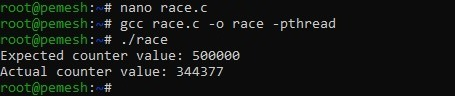 root@pemesh:~# nano race.c
root@pemesh:~# gcc race.c -o race -pthread
root@pemesh:~# ./race
Expected counter value: 500000
Actual counter value: 344377
root@pemesh:~#